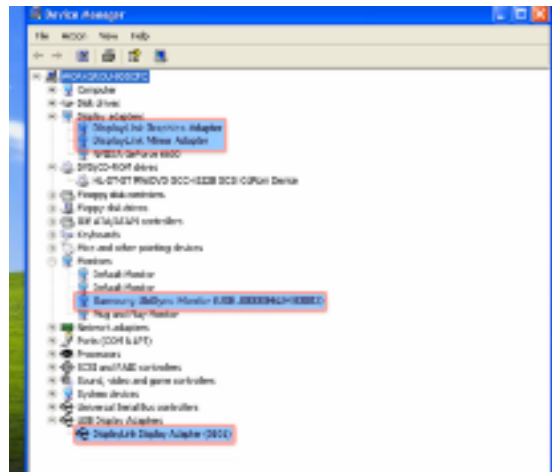 Device Manager
File Action View Help
Computer
Disk drives
Display adapters
DisplayLink Graphics Adapter
DisplayLink Mirror Adapter
NVIDIA GeForce 6600
DVD/CD-ROM drives
Floppy disk controllers
Floppy disk drives
IDE ATA/ATAPI controllers
Keyboards
Mice and other pointing devices
Monitors
Default Monitor
Default Monitor
Samsung UbiSync Monitor
Plug and Play Monitor
Network adapters
Ports (COM & LPT)
Processors
SCSI and RAID controllers
Sound, video and game controllers
System devices
Universal Serial Bus controllers
USB Display Adapters
DisplayLink Display Adapter